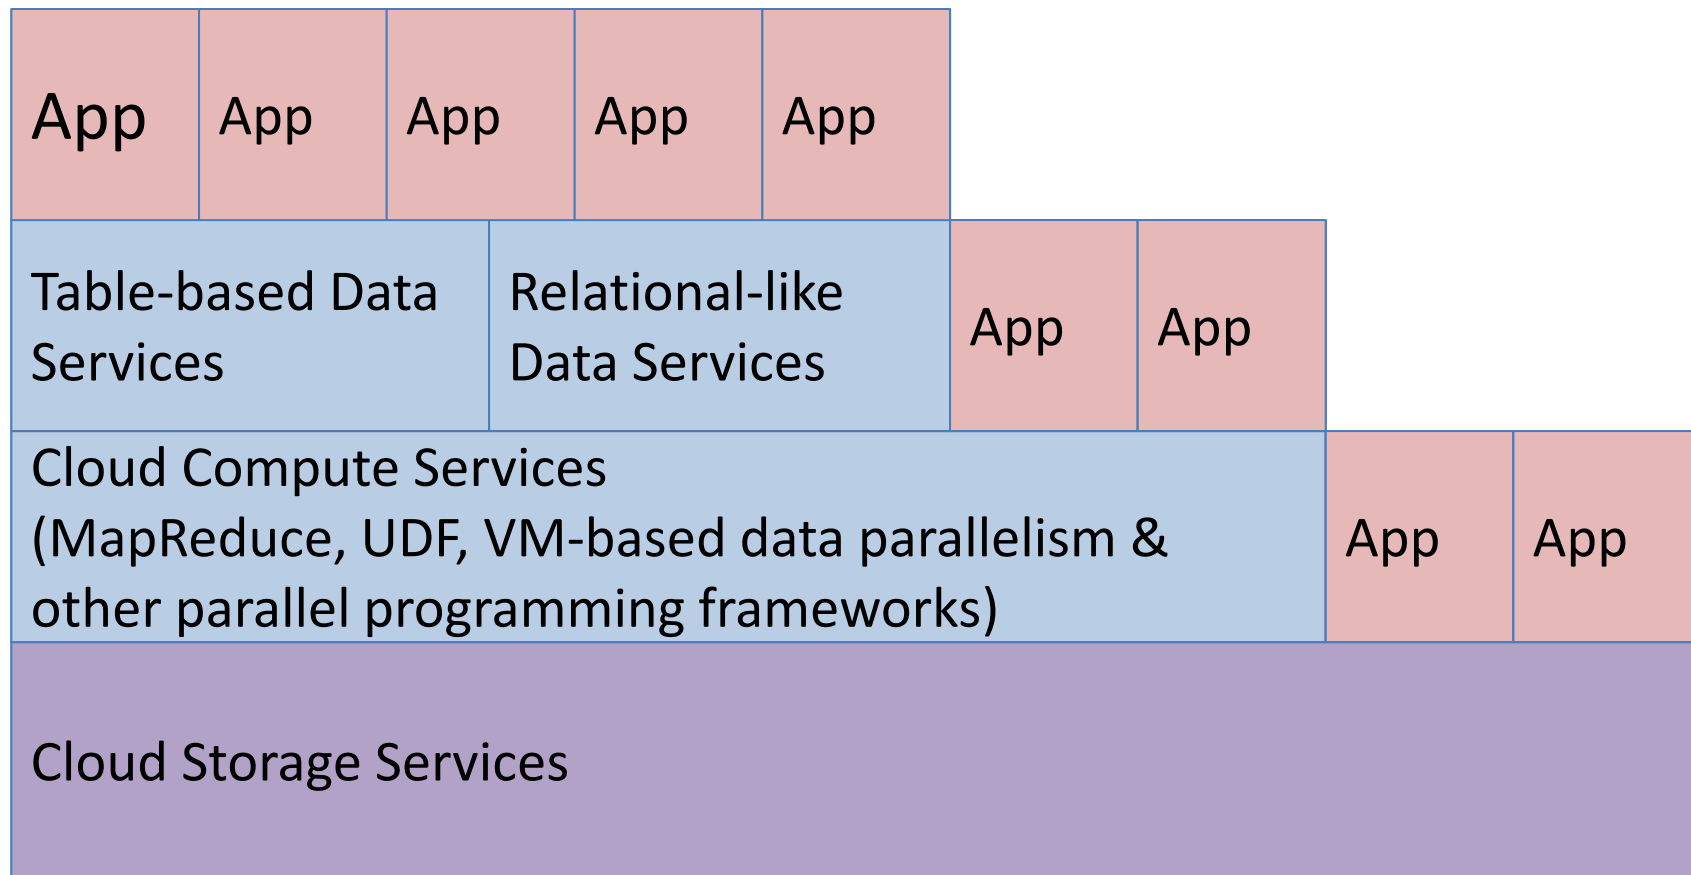 App
App
App
App
App
Table-based Data
Services
Relational-like
Data Services
App
App
Cloud Compute Services
(MapReduce, UDF, VM-based data parallelism &
other parallel programming frameworks)
App
App
Cloud Storage Services